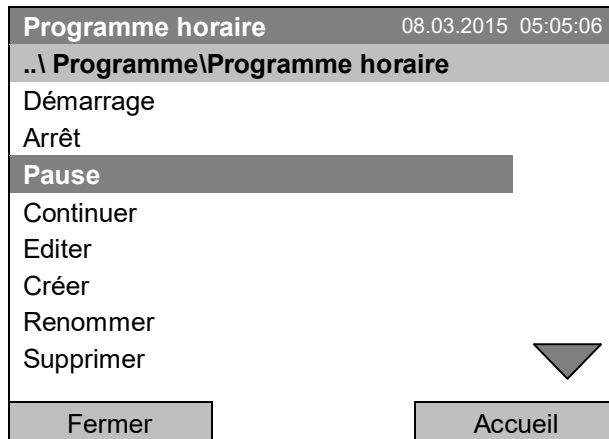 Programme horaire 08.03.2015 05:05:06
..\ Programme\Programme horaire
Démarrage
Arrêt
Pause
Continuer
Editer
Créer
Renommer
Supprimer
Fermer Accueil